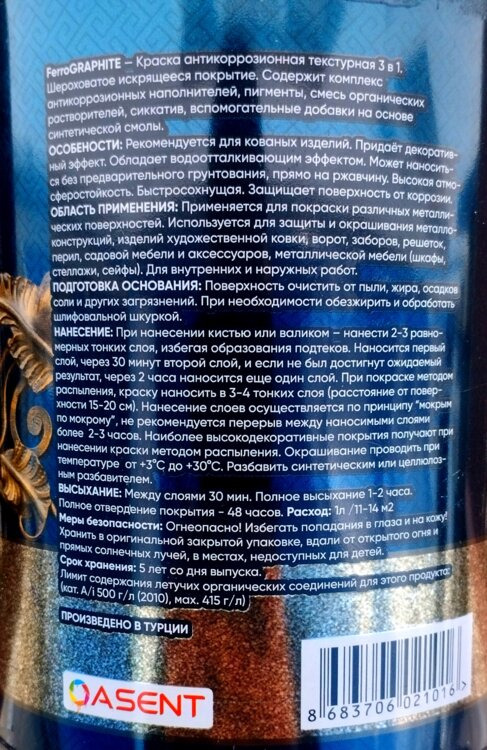 FerroGRAPHITE — Краска антикоррозионная текстурная 3 в 1.
Шероховатое искрящееся покрытие. Содержит комплекс
антикоррозионных наполнителей, пигменты, смесь органических
растворителей, сиккатив, вспомогательные добавки на основе
синтетической смолы.
ОСОБЕНОСТИ: Рекомендуется для кованых изделий. Придаёт декоратив-
ный эффект. Обладает водоотталкивающим эффектом. Может наносить-
ся без предварительного грунтования, прямо на ржавчину. Высокая атмо-
сферостойкость. Быстросохнущая. Защищает поверхность от коррозии.
ОБЛАСТЬ ПРИМЕНЕНИЯ: Применяется для покраски различных металли-
ческих поверхностей. Используется для защиты и окрашивания металло-
конструкций, изделий художественной ковки, ворот, заборов, решеток,
перил, садовой мебели и аксессуаров, металлической мебели (шкафы,
стеллажи, сейфы). Для внутренних и наружных работ.
ПОДГОТОВКА ОСНОВАНИЯ: Поверхность очистить от пыли, жира, осадков
соли и других загрязнений. При необходимости обезжирить и обработать
шлифовальной шкуркой.
НАНЕСЕНИЕ: При нанесении кистью или валиком – нанести 2-3 равно-
мерных тонких слоя, избегая образования подтеков. Наносится первый
слой, через 30 минут второй слой, и если не был достигнут ожидаемый
результат, через 2 часа наносится еще один слой. При покраске методом
распыления, краску наносить в 3-4 тонких слоя (расстояние от повер-
хности 15-20 см). Нанесение слоев осуществляется по принципу "мокрым
по мокрому", не рекомендуется перерыв между наносимыми слоями
более 2-3 часов. Наиболее высокодекоративные покрытия получают при
нанесении краски методом распыления. Окрашивание проводить при
температуре от +3°C до +30°C. Разбавить синтетическим или целлюлоз-
ным разбавителем.
ВЫСЫХАНИЕ: Между слоями 30 мин. Полное высыхание 1-2 часа.
Полное отвердение покрытия - 48 часов. Расход: 1л /11-14 м2
Меры безопасности: Огнеопасно! Избегать попадания в глаза и на кожу!
Хранить в оригинальной закрытой упаковке, вдали от открытого огня и
прямых солнечных лучей, в местах, недоступных для детей.
Срок хранения: 5 лет со дня выпуска.
Лимит содержания летучих органических соединений для этого продукта:
(кат. A/i 500 г/л (2010), мах. 415 г/л)
ПРОИЗВЕДЕНО В ТУРЦИИ
ASENT
8 683706 021016 >